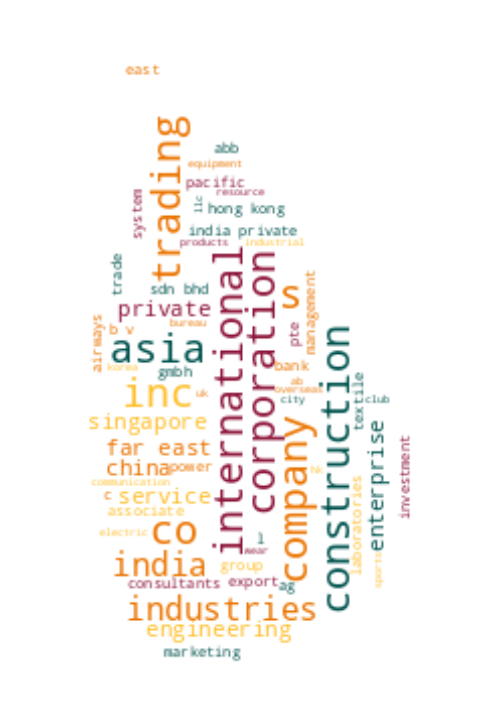 east
trading
abb
equipment
pacific
resource
system
llc
hong kong
india private
products
industrial
trade
international
corporation
sdn bhd
s
management
private
bureau
b v
airways
pte
construction
asia
korea
gmbh
bank
ab
overseas
inc
uk
city
textile
club
singapore
company
enterprise
far east
china
power
hk
investment
communication
c
service
laboratories
associate
sports
electric
co
l
wear
india
group
consultants
export
ag
industries
engineering
marketing